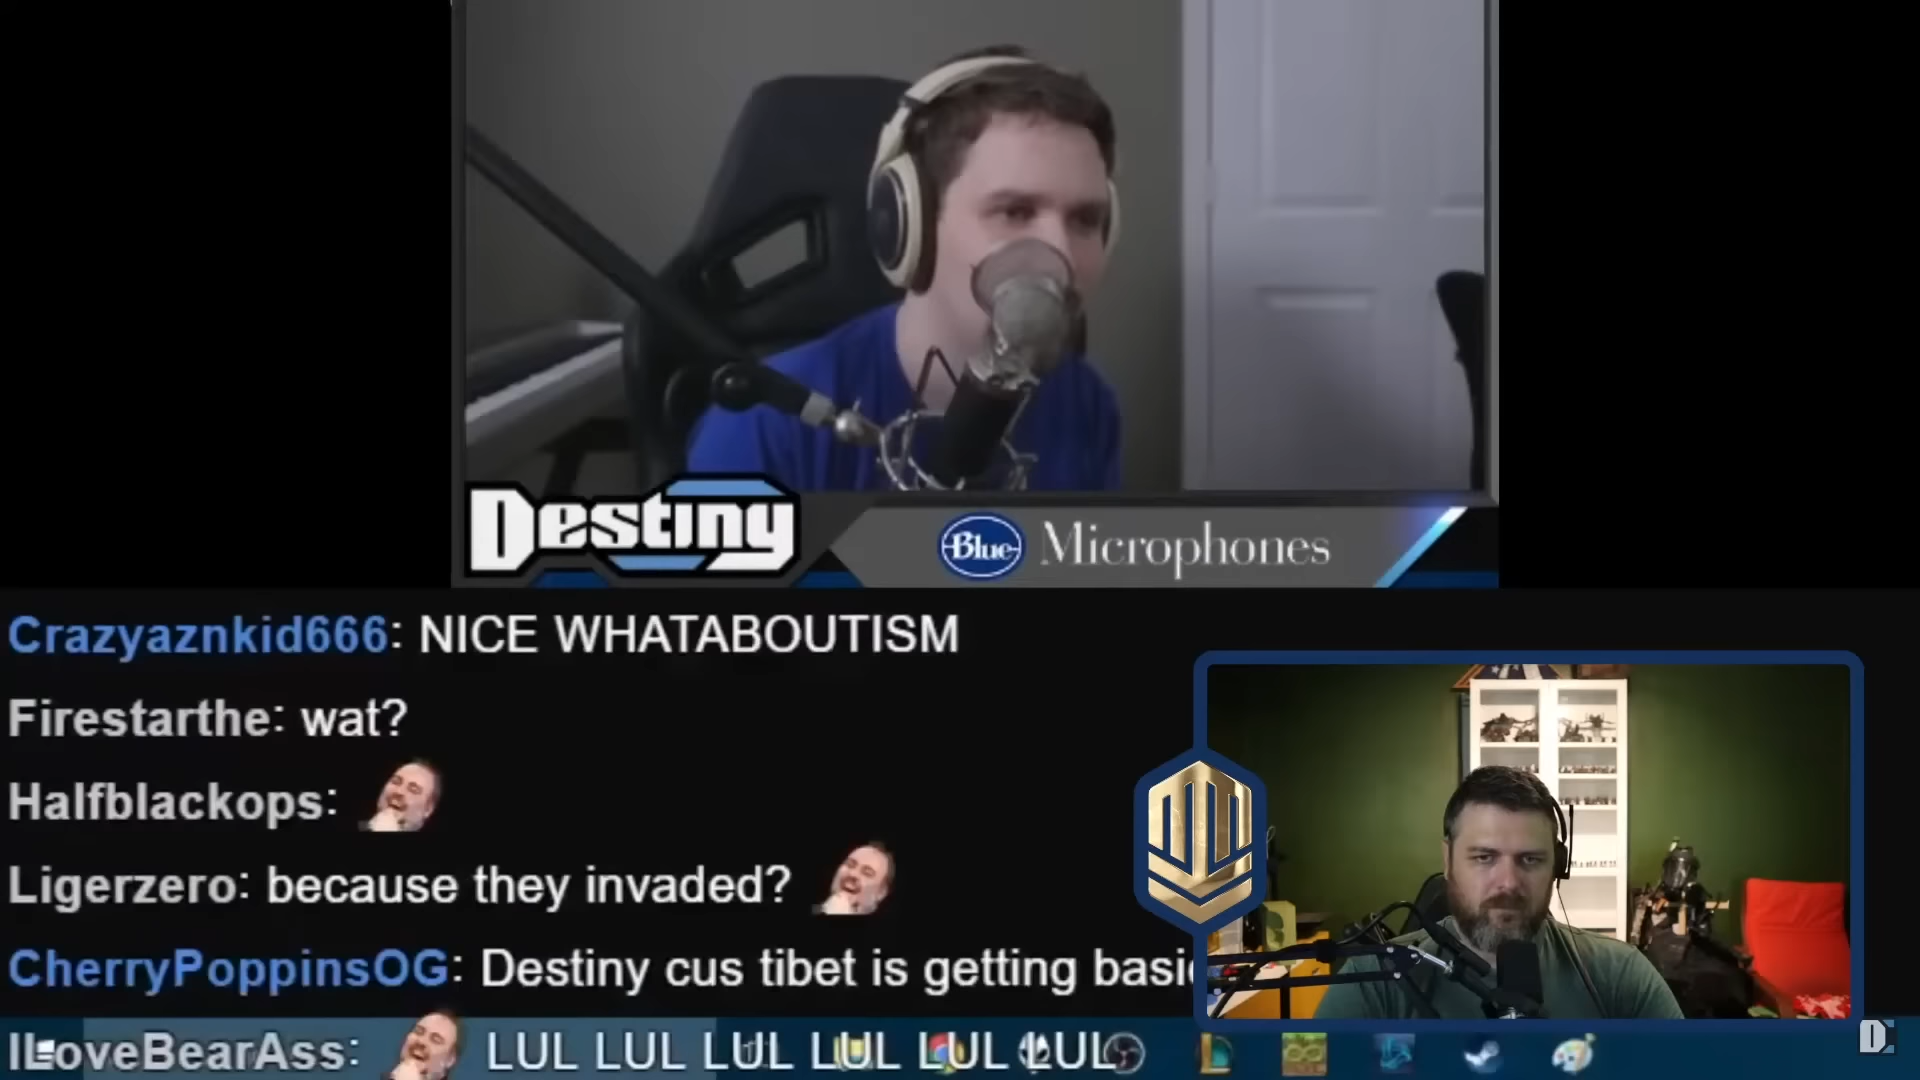 Destiny
Blue Microphones
Crazyaznkid666: NICE WHATABOUTISM
Firestarthe: wat?
Halfblackops:
Ligerzero: because they invaded?
CherryPoppinsOG: Destiny cus tibet is getting basic
ILoveBearAss: LUL LUL LUL LUL LUL LUL
D.